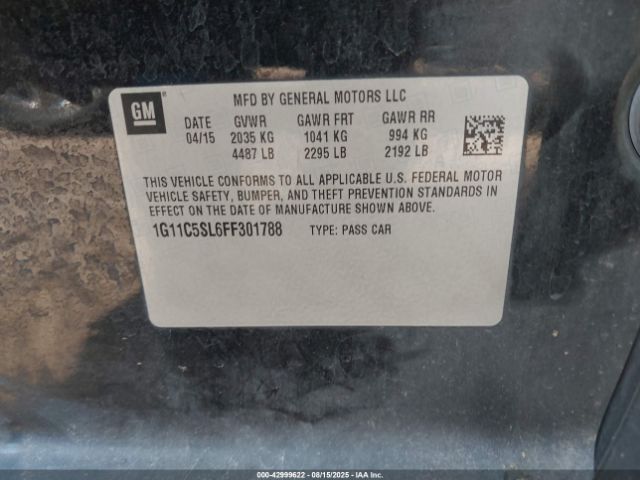 GM
MFD BY GENERAL MOTORS LLC
DATE GVWR GAWR FRT GAWR RR
04/15 2035 KG 1041 KG 994 KG
4487 LB 2295 LB 2192 LB
THIS VEHICLE CONFORMS TO ALL APPLICABLE U.S. FEDERAL MOTOR
VEHICLE SAFETY, BUMPER, AND THEFT PREVENTION STANDARDS IN
EFFECT ON THE DATE OF MANUFACTURE SHOWN ABOVE.
1G11C5SL6FF301788 TYPE: PASS CAR
000-42999622 - 08/15/2025 - IAAI.com